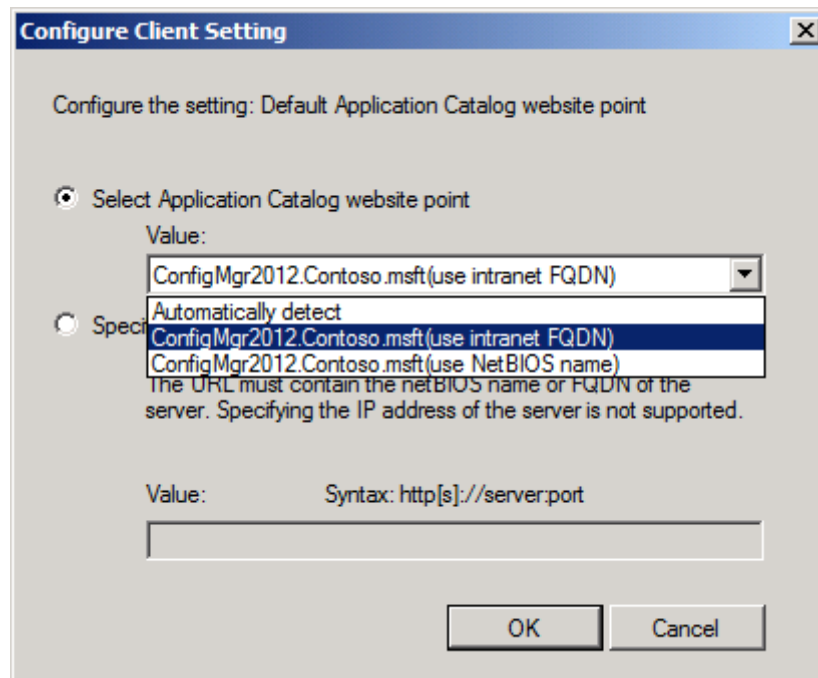 Configure Client Setting
Configure the setting: Default Application Catalog website point
Select Application Catalog website point
Value:
ConfigMgr2012.Contoso.msft(use intranet FQDN)
Automatically detect
ConfigMgr2012.Contoso.msft(use intranet FQDN)
ConfigMgr2012.Contoso.msft(use NetBIOS name)
The URL must contain the netBIOS name or FQDN of the
server. Specifying the IP address of the server is not supported.
Value: Syntax: http[s]://server:port
OK Cancel